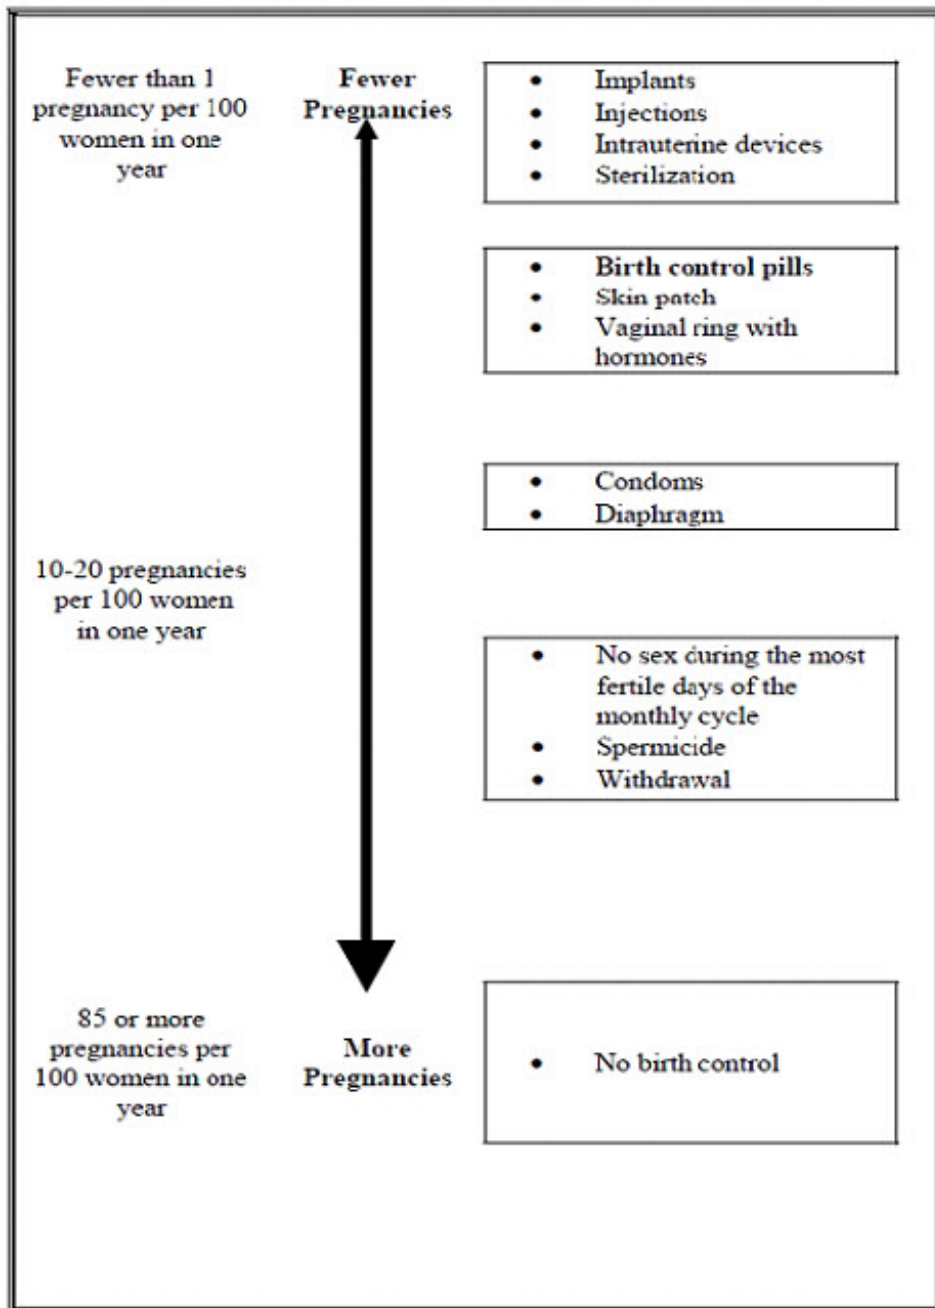 Fewer than 1
pregnancy per 100
women in one
year
Fewer
Pregnancies
• Implants
• Injections
• Intrauterine devices
• Sterilization
• Birth control pills
• Skin patch
• Vaginal ring with
hormones
• Condoms
• Diaphragm
10-20 pregnancies
per 100 women
in one year
• No sex during the most
fertile days of the
monthly cycle
• Spermicide
• Withdrawal
85 or more
pregnancies per
100 women in one
year
More
Pregnancies
• No birth control